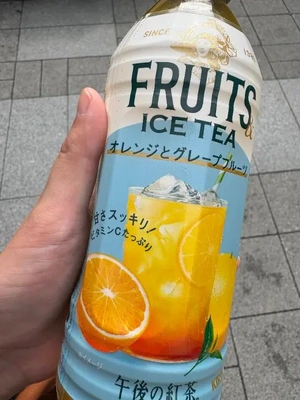 SINCE
FRUITS
ICE TEA
オレンジとグレープフルーツ
甘さスッキリ!
ビタミンCたっぷり
午後の紅茶